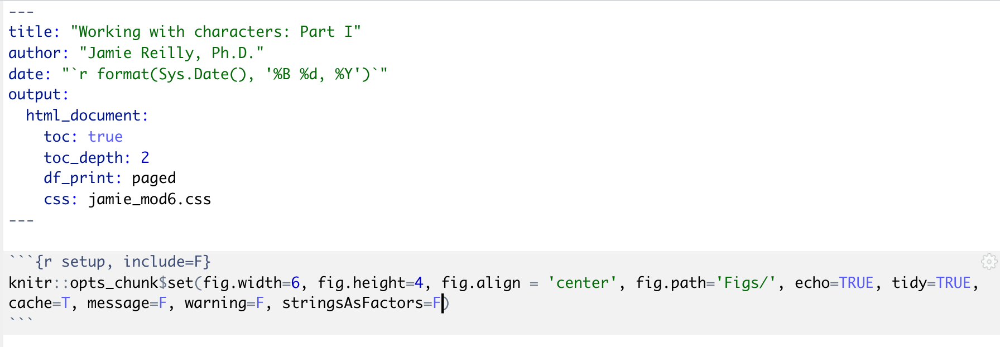 ---
title: "Working with characters: Part I"
author: "Jamie Reilly, Ph.D."
date: "`r format(Sys.Date(), '%B %d, %Y')`"
output:
  html_document:
    toc: true
    toc_depth: 2
    df_print: paged
    css: jamie_mod6.css
---

```{r setup, include=F}
knitr::opts_chunk$set(fig.width=6, fig.height=4, fig.align = 'center', fig.path='Figs/', echo=TRUE, tidy=TRUE,
cache=T, message=F, warning=F, stringsAsFactors=F)
```